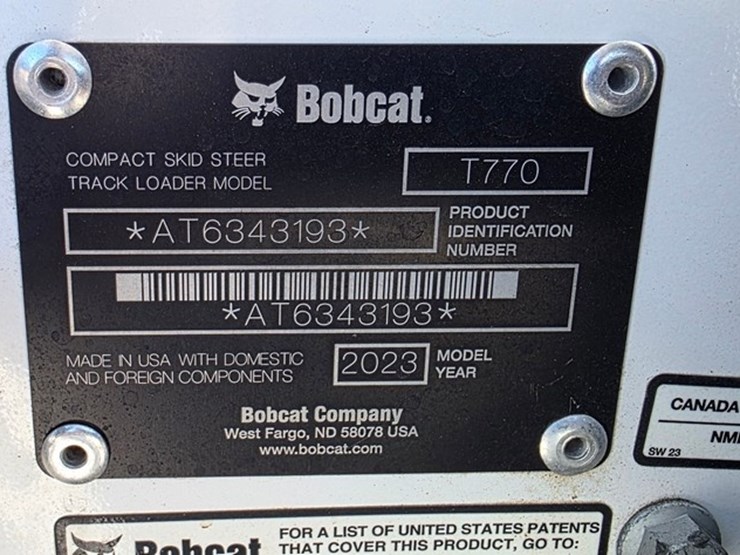 Bobcat.
COMPACT SKID STEER
TRACK LOADER MODEL
T770
*AT6343193*
PRODUCT
IDENTIFICATION
NUMBER
*AT6343193*
MADE IN USA WITH DOMESTIC
AND FOREIGN COMPONENTS
2023
MODEL
YEAR
Bobcat Company
West Fargo, ND 58078 USA
www.bobcat.com
CANADA
NM
SW 23
Bobcat
FOR A LIST OF UNITED STATES PATENTS
THAT COVER THIS PRODUCT, GO TO: